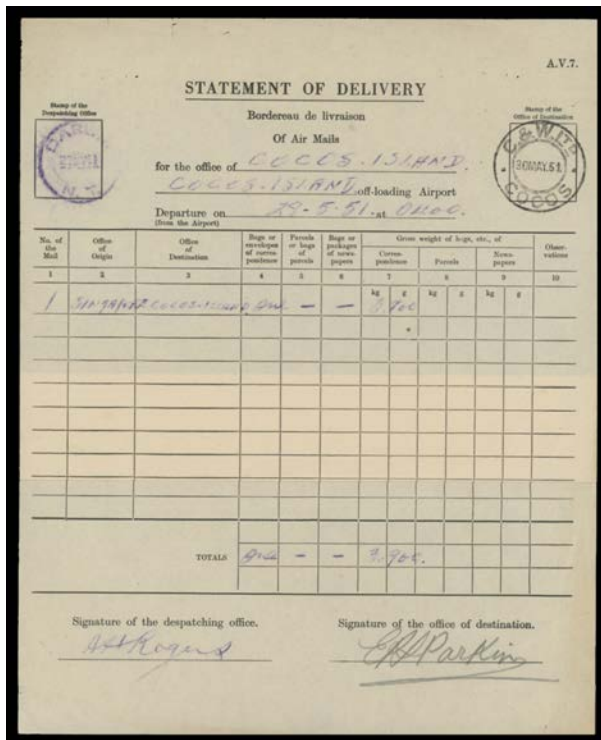 A.V.7.
STATEMENT OF DELIVERY
Stamp of the
Despatching Office
Bordereau de livraison
Stamp of the
Office of Destination
Of Air Mails
N.T.
C. & W. LTD
30 MAY. 51
COCOS
for the office of COCOS. ISLAND.
COCOS. ISLAND. off-loading Airport
Departure on 29-5-51. at
(from the Airport)
No. of the Mail
Office of Origin
Office of Destination
Bags or envelopes of correspondence
Parcels or bags of parcels
Bags or packages of newspapers
Gross weight of bags, etc., of
Correspondence
Parcels
Newspapers
Observations
1 2 3 4 5 6 7 8 9 10
kg g kg g kg g
1 SINGAPORE COCOS-ISLAND One — —
TOTALS One — —
Signature of the despatching office.
Signature of the office of destination.
Rogers
Parkin